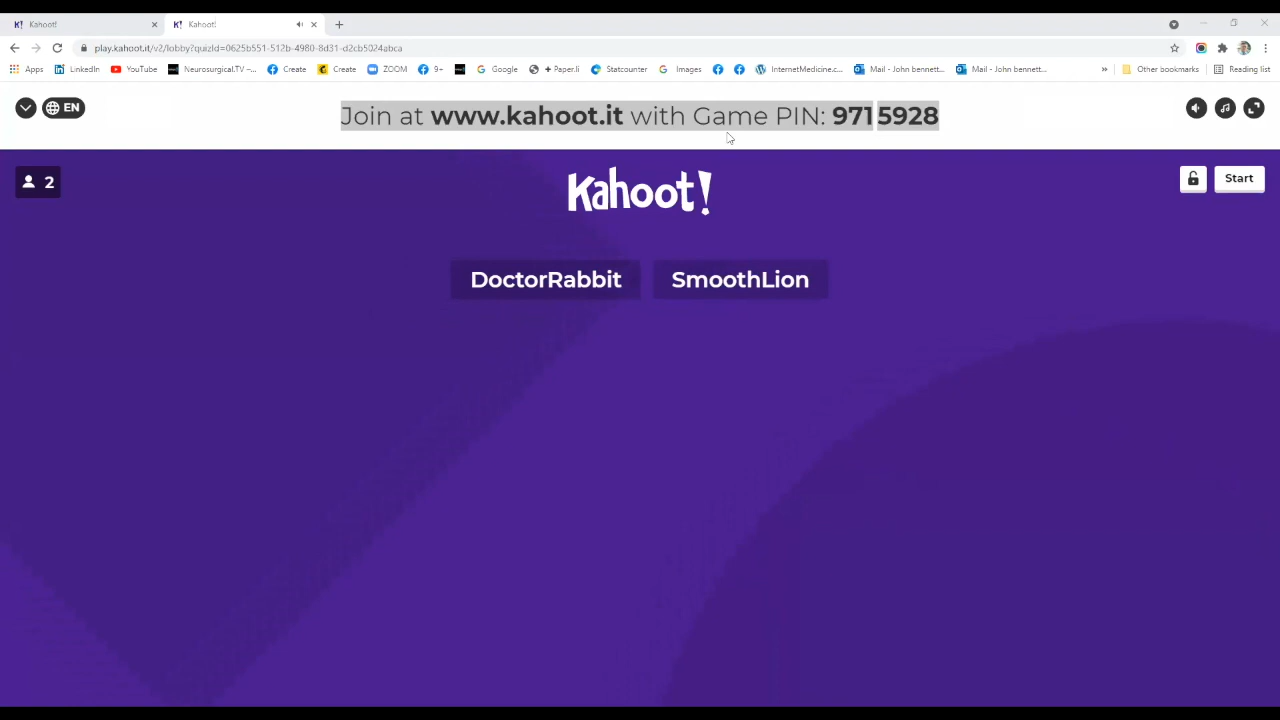 Kahoot!
Kahoot!
play.kahoot.it/v2/lobby?quizId=0625b551-512b-4980-8d31-d2cb5024abca
Apps LinkedIn YouTube Neurosurgical.TV –... Create Create ZOOM 9+ Google + Paper.li Statcounter Images InternetMedicine.c... Mail - John bennett... Mail - John bennett... » Other bookmarks Reading list
EN
Join at www.kahoot.it with Game PIN: 971 5928
2
Kahoot!
Start
DoctorRabbit SmoothLion